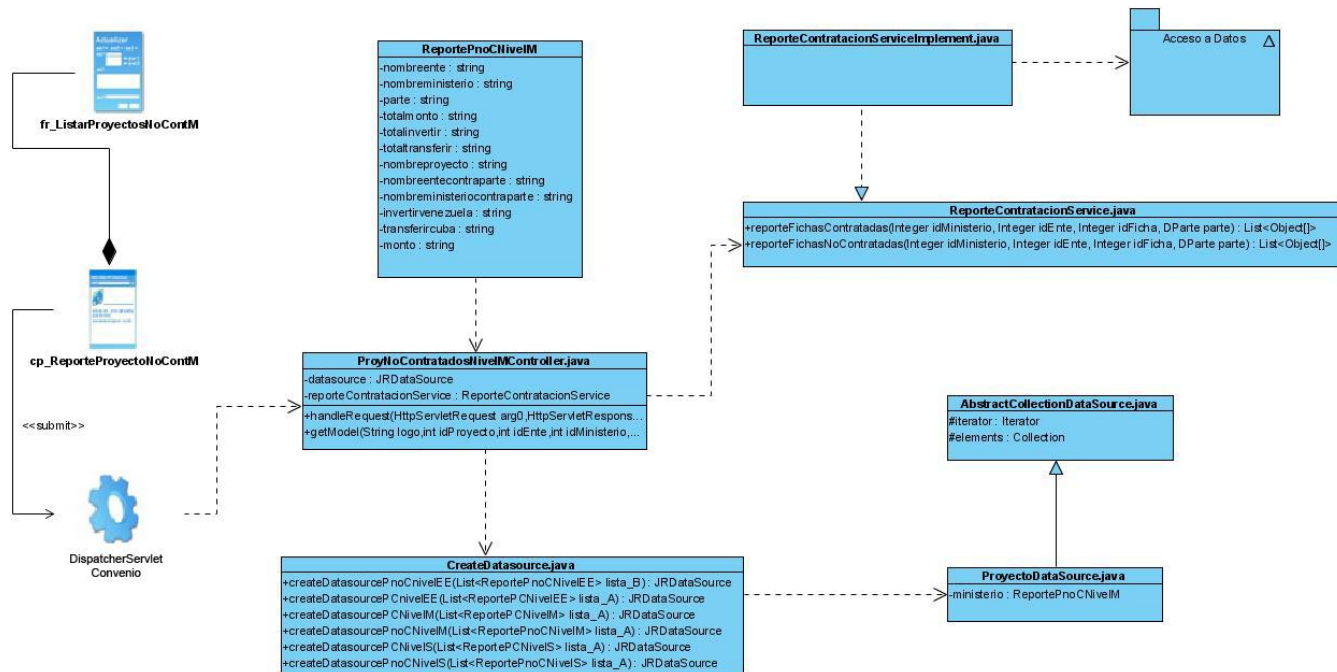 fr_ListarProyectosNoContM
cp_ReporteProyectoNoContM
<<submit>>
DispatcherServlet
Convenio
ReportePnoCNivelM
-nombreente : string
-nombreministerio : string
-parte : string
-totalmonto : string
-totalinvertir : string
-totaltransferir : string
-nombreproyecto : string
-nombreentecontraparte : string
-nombreministeriocontraparte : string
-invertirvenezuela : string
-transfericuba : string
-monto : string
ProyNoContratadosNivelMController.java
-datasource : JRDataSource
-reporteContratacionService : ReporteContratacionService
+handleRequest(HttpServletRequest arg0,HttpServletRespons...
+getModel(String logo,int idProyecto,int idEnte,int idMinisterio,...
CreateDatasource.java
+createDatasourcePnoCnivelEE(List<ReportePnoCNivelEE> lista_B) : JRDataSource
+createDatasourcePCnivelEE(List<ReportePCNivelEE> lista_A) : JRDataSource
+createDatasourcePCNivelM(List<ReportePCNivelM> lista_A) : JRDataSource
+createDatasourcePnoCNivelM(List<ReportePnoCNivelM> lista_A) : JRDataSource
+createDatasourcePCNivelS(List<ReportePCNivelS> lista_A) : JRDataSource
+createDatasourcePnoCNivelS(List<ReportePnoCNivelS> lista_A) : JRDataSource
ReporteContratacionServiceImplement.java
Acceso a Datos
ReporteContratacionService.java
+reporteFichasContratadas(Integer idMinisterio, Integer idEnte, Integer idFicha, DParte parte) : List<Object[]>
+reporteFichasNoContratadas(Integer idMinisterio, Integer idEnte, Integer idFicha, DParte parte) : List<Object[]>
AbstractCollectionDataSource.java
#iterator : Iterator
#elements : Collection
ProyectoDataSource.java
-ministerio : ReportePnoCNivelM